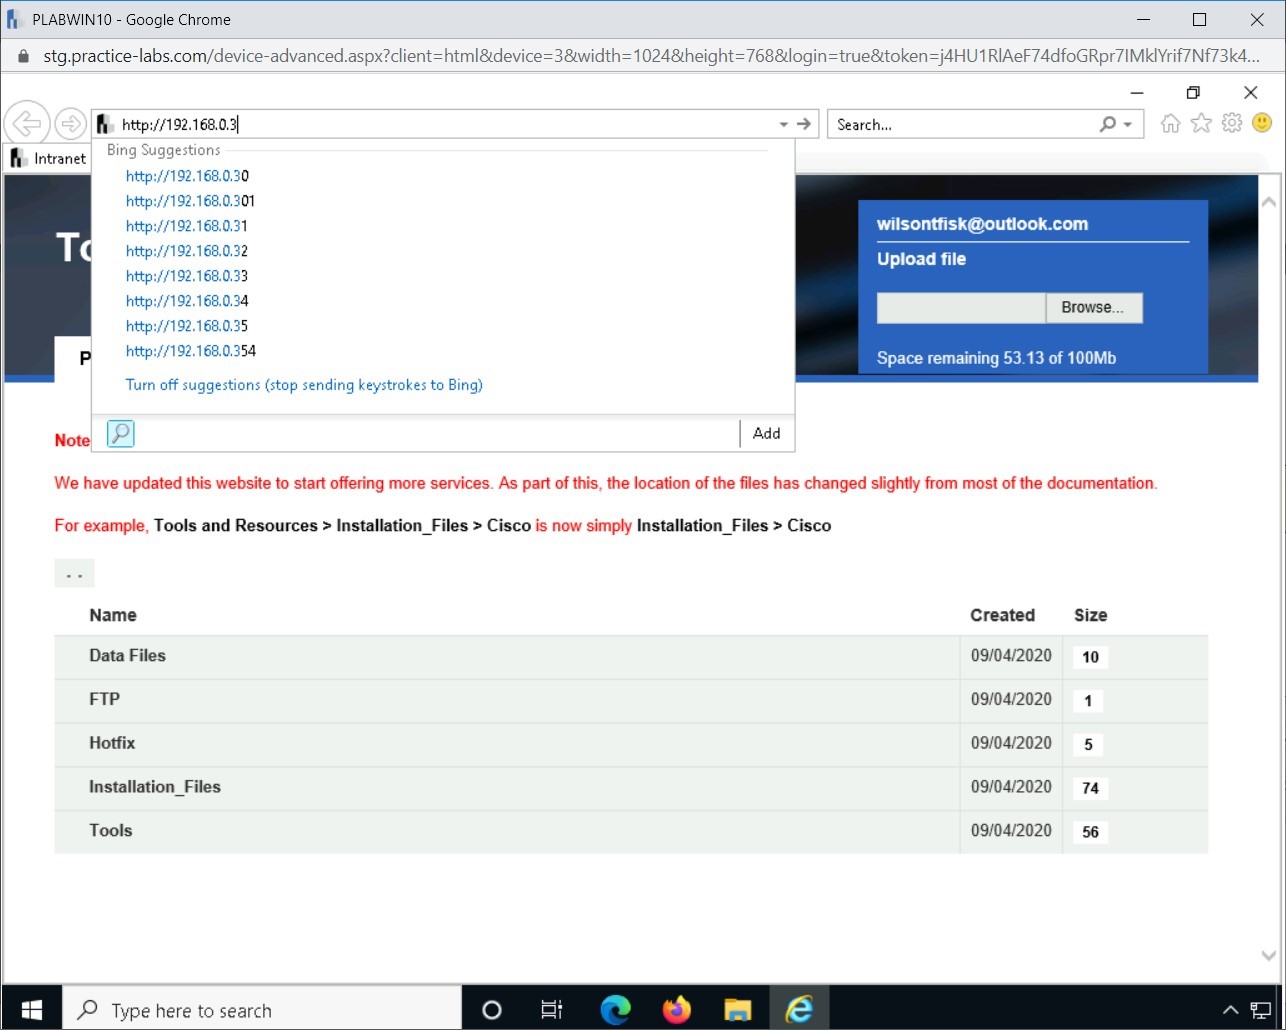 PLABWIN10 - Google Chrome
stg.practice-labs.com/device-advanced.aspx?client=html&device=3&width=1024&height=768&login=true&token=j4HU1RlAeF74dfoGRpr7IMklYrif7Nf73k4...
http://192.168.0.3
Search...
Intranet
Bing Suggestions
http://192.168.0.30
http://192.168.0.301
http://192.168.0.31
http://192.168.0.32
http://192.168.0.33
http://192.168.0.34
http://192.168.0.35
http://192.168.0.354
Turn off suggestions (stop sending keystrokes to Bing)
Add
To
P
wilsontfisk@outlook.com
Upload file
Browse...
Space remaining 53.13 of 100Mb
Note
We have updated this website to start offering more services. As part of this, the location of the files has changed slightly from most of the documentation.
For example, Tools and Resources > Installation_Files > Cisco is now simply Installation_Files > Cisco
. .
Name Created Size
Data Files 09/04/2020 10
FTP 09/04/2020 1
Hotfix 09/04/2020 5
Installation_Files 09/04/2020 74
Tools 09/04/2020 56
Type here to search